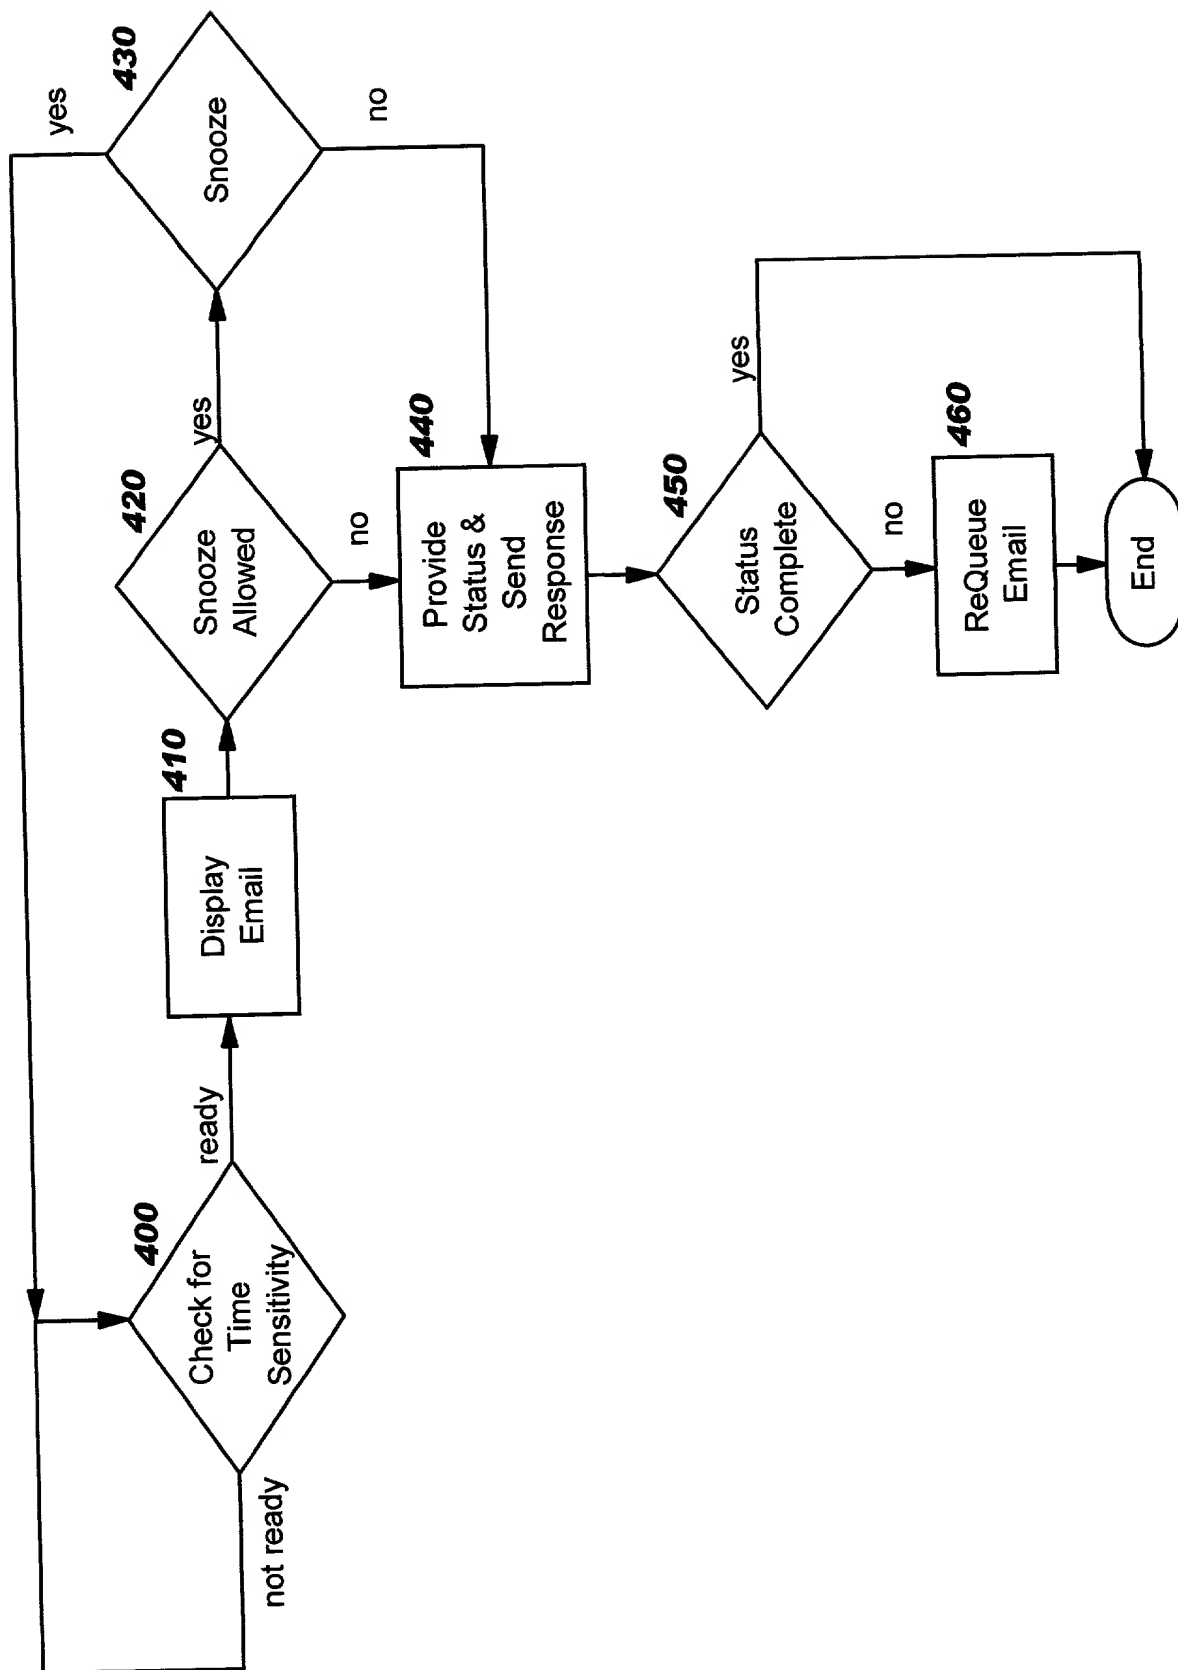 400
Check for
Time
Sensitivity
not ready
ready
410
Display
Email
420
Snooze
Allowed
yes
no
430
Snooze
yes
no
440
Provide
Status &
Send
Response
450
Status
Complete
yes
no
460
ReQueue
Email
End